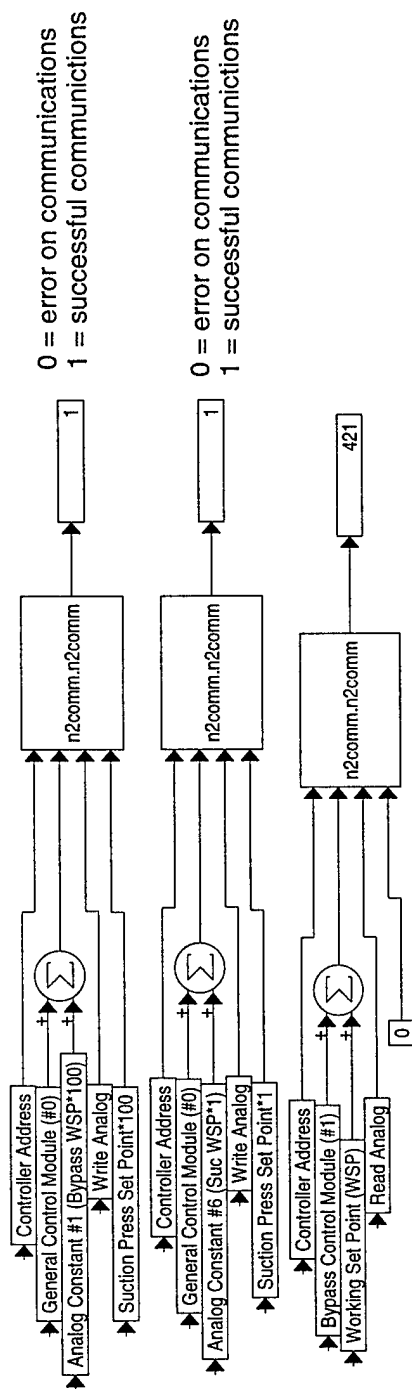 Controller Address
General Control Module (#0)
+
Analog Constant #1 (Bypass WSP*100)
+
Σ
Write Analog
Suction Press Set Point*100
n2comm.n2comm
1
0 = error on communications
1 = successful communictions
Controller Address
General Control Module (#0)
+
Analog Constant #6 (Suc WSP*1)
+
Σ
Write Analog
Suction Press Set Point*1
n2comm.n2comm
1
0 = error on communications
1 = successful communictions
Controller Address
Bypass Control Module (#1)
+
Working Set Point (WSP)
+
Σ
Read Analog
0
n2comm.n2comm
421